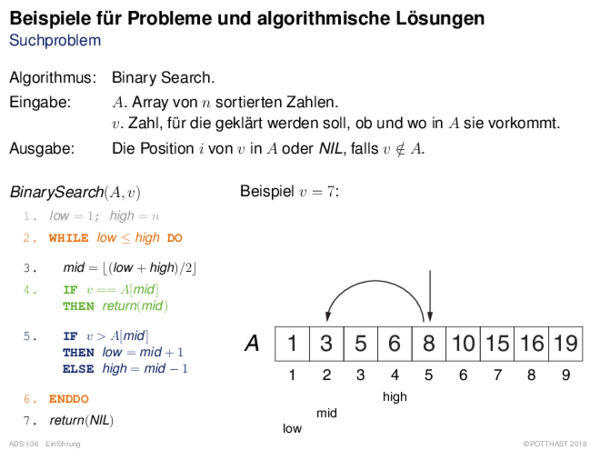 Beispiele für Probleme und algorithmische Lösungen
Suchproblem
Algorithmus: Binary Search.
Eingabe: A. Array von n sortierten Zahlen.
v. Zahl, für die geklärt werden soll, ob und wo in A sie vorkommt.
Ausgabe: Die Position i von v in A oder NIL, falls v ∉ A.
BinarySearch(A, v)
1. low = 1; high = n
2. WHILE low ≤ high DO
3. mid = ⌊(low + high)/2⌋
4. IF v == A[mid]
THEN return(mid)
5. IF v > A[mid]
THEN low = mid + 1
ELSE high = mid − 1
6. ENDDO
7. return(NIL)
Beispiel v = 7:
A 1 3 5 6 8 10 15 16 19
1 2 3 4 5 6 7 8 9
high
mid
low
ADS:I-36 Einführung ©POTTHAST 2018